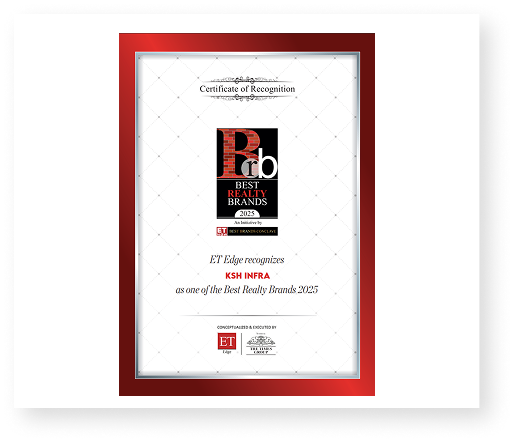 Certificate of Recognition
Brb
BEST
REALTY
BRANDS
2025
An Initiative by
ET BEST BRANDS CONCLAVE
ET Edge recognizes
KSH INFRA
as one of the Best Realty Brands 2025
CONCEPTUALIZED & EXECUTED BY
ET
Edge
THE TIMES
GROUP